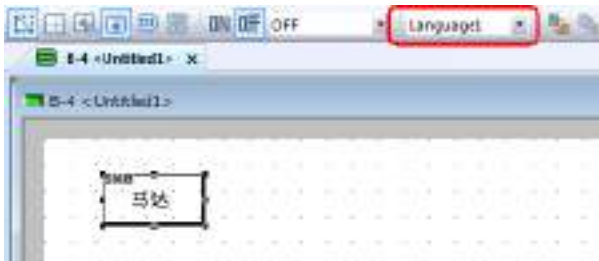 ON OFF OFF Language1
B-4 <Untitled1> x
B-4 <Untitled1>
马达